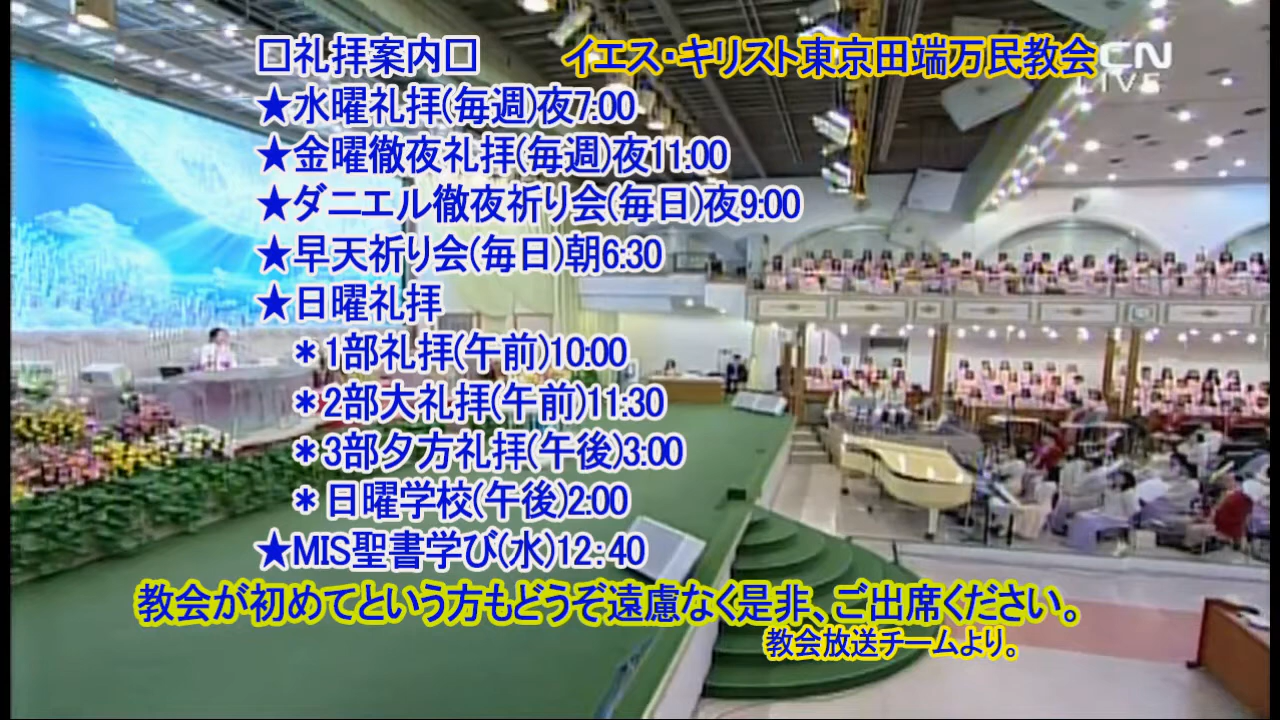 □礼拝案内□ イエス・キリスト東京田端万民教会
CN
LIVE
★水曜礼拝(毎週)夜7:00
★金曜徹夜礼拝(毎週)夜11:00
★ダニエル徹夜祈り会(毎日)夜9:00
★早天祈り会(毎日)朝6:30
★日曜礼拝
＊1部礼拝(午前)10:00
＊2部大礼拝(午前)11:30
＊3部夕方礼拝(午後)3:00
＊日曜学校(午後)2:00
★MIS聖書学び(水)12:40
教会が初めてという方もどうぞ遠慮なく是非、ご出席ください。
教会放送チームより。